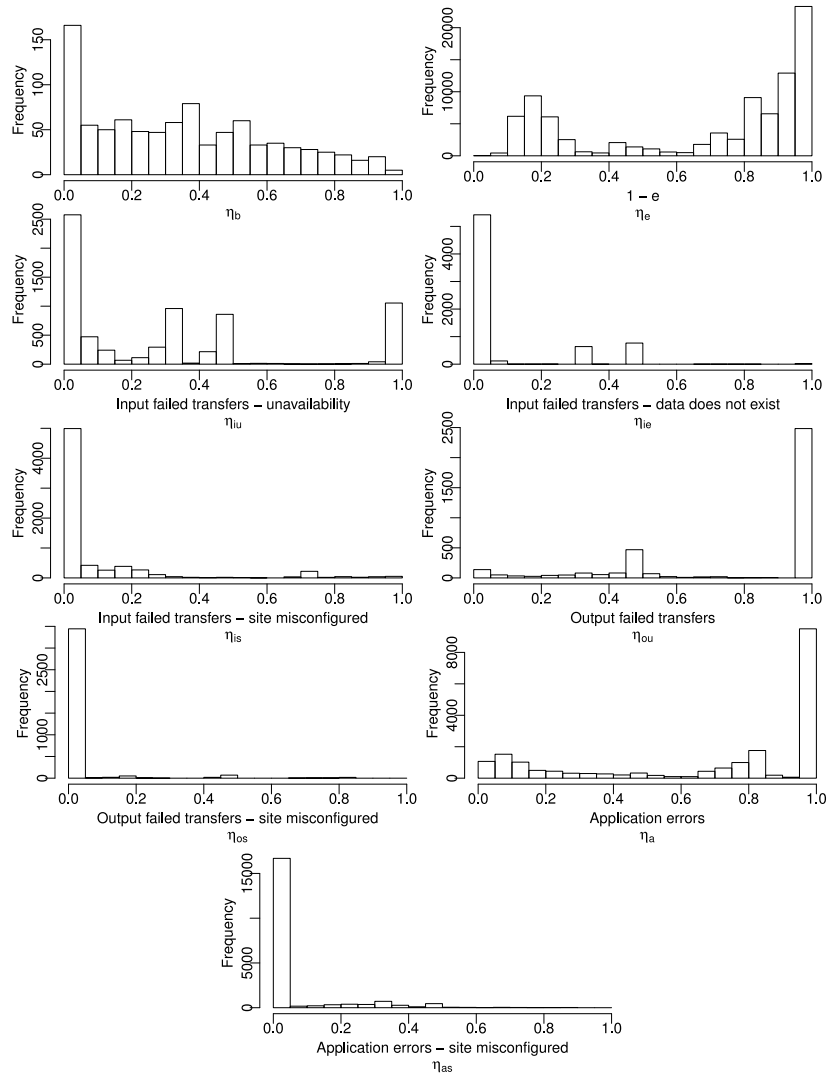 Frequency
0 50 100 150
0.0 0.2 0.4 0.6 0.8 1.0
ηb
Frequency
0 10000 20000
0.0 0.2 0.4 0.6 0.8 1.0
1 − e
ηe
Frequency
0 500 1500 2500
0.0 0.2 0.4 0.6 0.8 1.0
Input failed transfers − unavailability
ηiu
Frequency
0 2000 4000
0.0 0.2 0.4 0.6 0.8 1.0
Input failed transfers − data does not exist
ηie
Frequency
0 2000 4000
0.0 0.2 0.4 0.6 0.8 1.0
Input failed transfers − site misconfigured
ηis
Frequency
0 500 1500 2500
0.0 0.2 0.4 0.6 0.8 1.0
Output failed transfers
ηou
Frequency
0 1000 2500
0.0 0.2 0.4 0.6 0.8 1.0
Output failed transfers − site misconfigured
ηos
Frequency
0 4000 8000
0.0 0.2 0.4 0.6 0.8 1.0
Application errors
ηa
Frequency
0 5000 15000
0.0 0.2 0.4 0.6 0.8 1.0
Application errors − site misconfigured
ηas